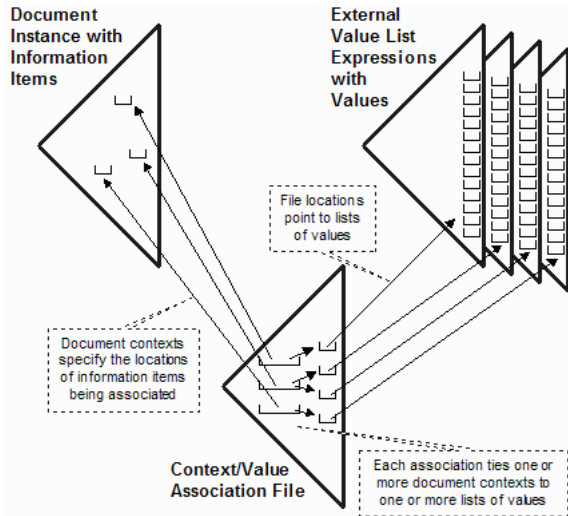 Document
Instance with
Information
Items
External
Value List
Expressions
with
Values
File locations
point to lists
of values
Document contexts
specify the locations
of information items
being associated
Context/Value
Association File
Each association ties one or
more document contexts to
one or more lists of values